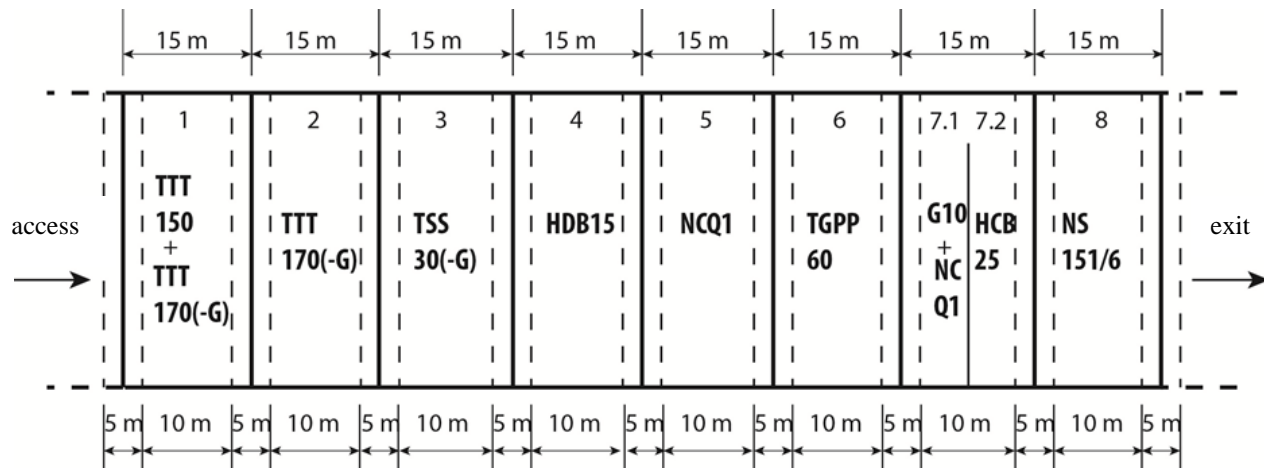 15 m 15 m 15 m 15 m 15 m 15 m 15 m 15 m
1 2 3 4 5 6 7.1 7.2 8
access
TTT
150
+
TTT
170(-G)
TTT
170(-G)
TSS
30(-G)
HDB15
NCQ1
TGPP
60
G10
+
NC
Q1
HCB
25
NS
151/6
exit
5 m 10 m 5 m 10 m 5 m 10 m 5 m 10 m 5 m 10 m 5 m 10 m 5 m 10 m 5 m 10 m 5 m